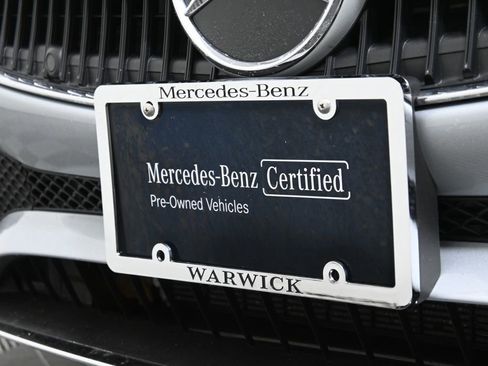 Mercedes-Benz
Mercedes-Benz Certified
Pre-Owned Vehicles
WARWICK